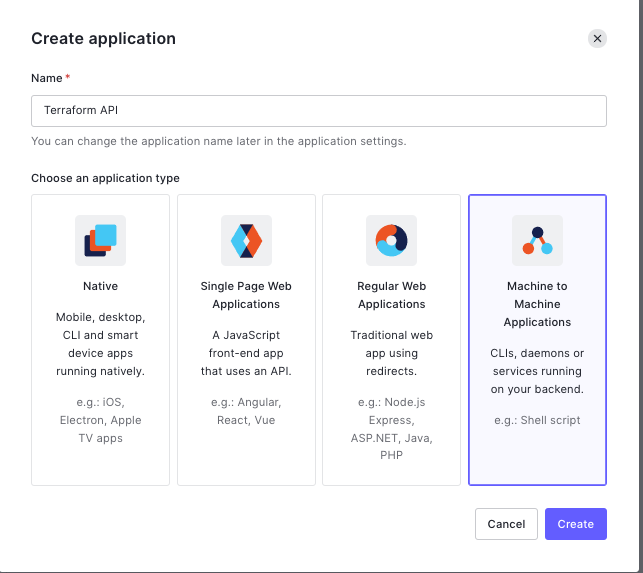 Create application
Name *
Terraform API
You can change the application name later in the application settings.
Choose an application type
Native
Mobile, desktop,
CLI and smart
device apps
running natively.
e.g.: iOS,
Electron, Apple
TV apps
Single Page Web
Applications
A JavaScript
front-end app
that uses an API.
e.g.: Angular,
React, Vue
Regular Web
Applications
Traditional web
app using
redirects.
e.g.: Node.js
Express,
ASP.NET, Java,
PHP
Machine to
Machine
Applications
CLIs, daemons or
services running
on your backend.
e.g.: Shell script
Cancel
Create